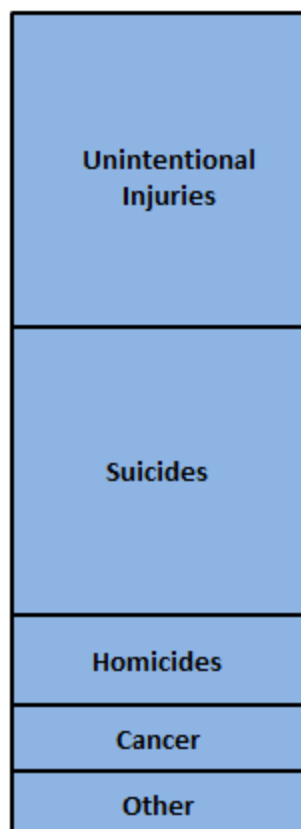 Unintentional
Injuries
Suicides
Homicides
Cancer
Other